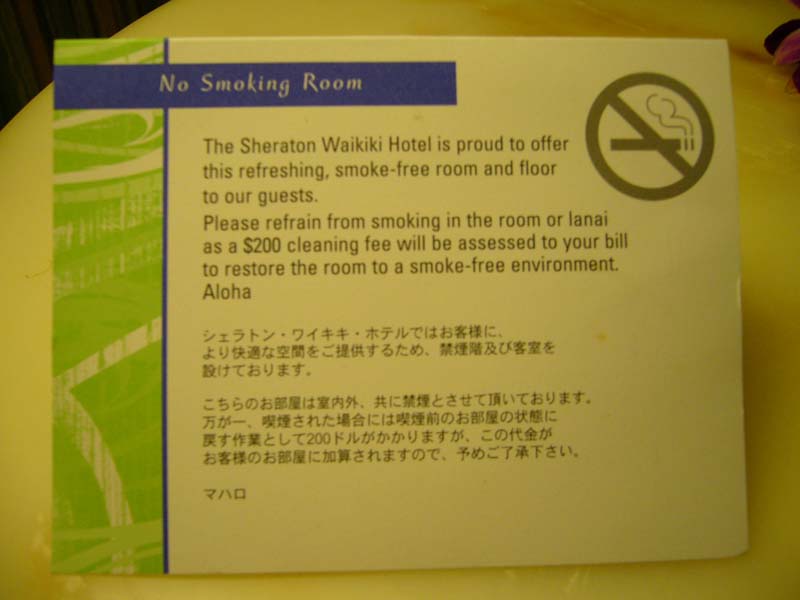 No Smoking Room
The Sheraton Waikiki Hotel is proud to offer
this refreshing, smoke-free room and floor
to our guests.
Please refrain from smoking in the room or lanai
as a $200 cleaning fee will be assessed to your bill
to restore the room to a smoke-free environment.
Aloha
シェラトン・ワイキキ・ホテルではお客様に、
より快適な空間をご提供するため、禁煙階及び客室を
設けております。
こちらのお部屋は室内外、共に禁煙とさせて頂いております。
万が一、喫煙された場合には喫煙前のお部屋の状態に
戻す作業として200ドルがかかりますが、この代金が
お客様のお部屋に加算されますので、予めご了承下さい。
マハロ